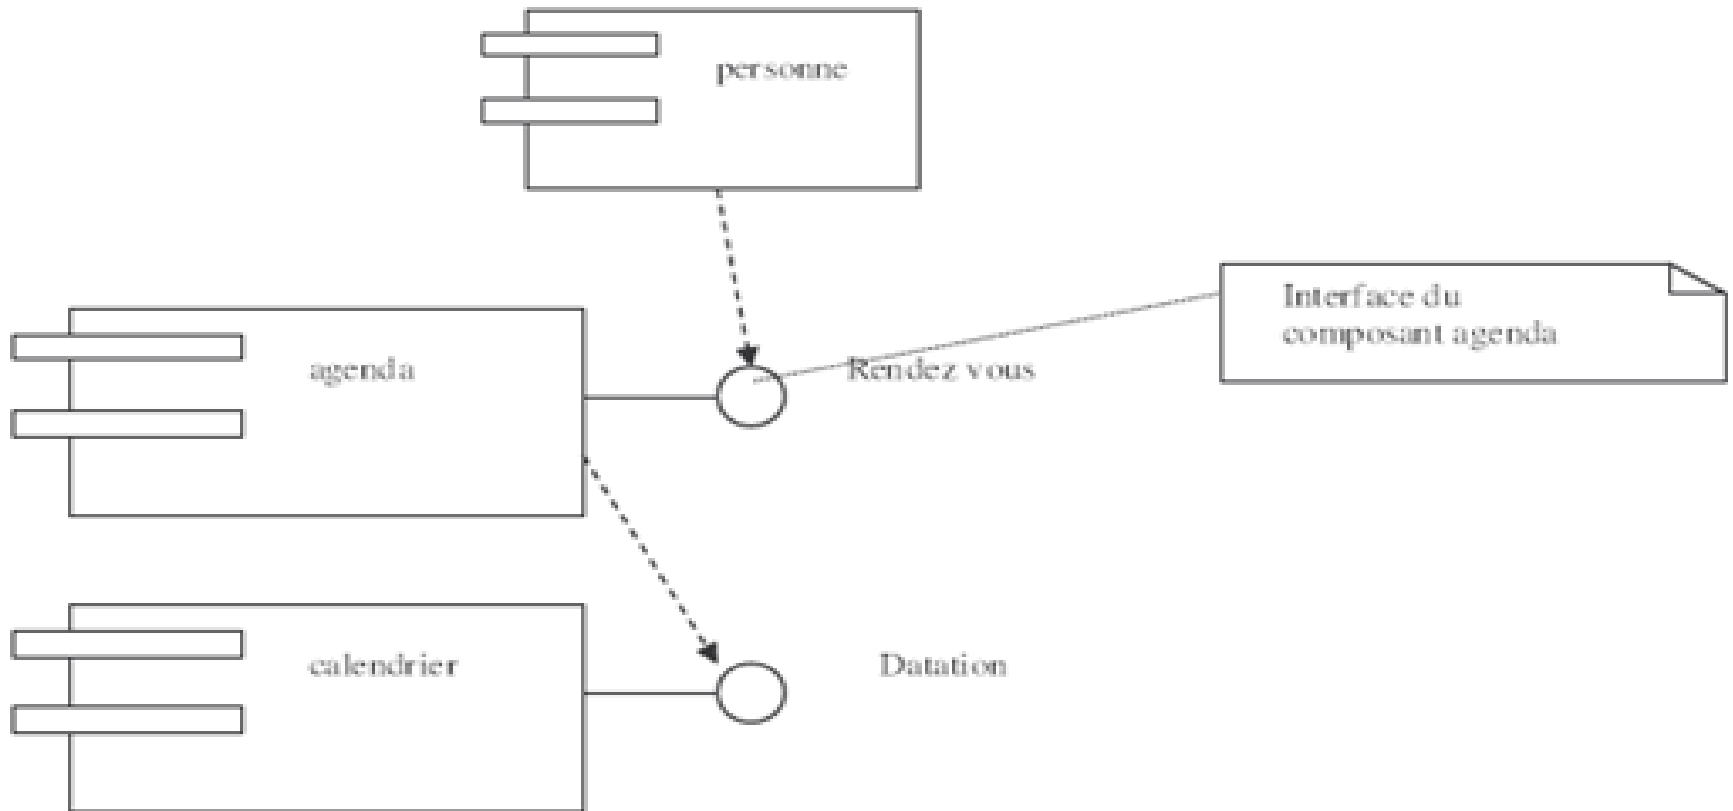 personne
Interface du
composant agenda
agenda
Rendez vous
calendrier
Datation